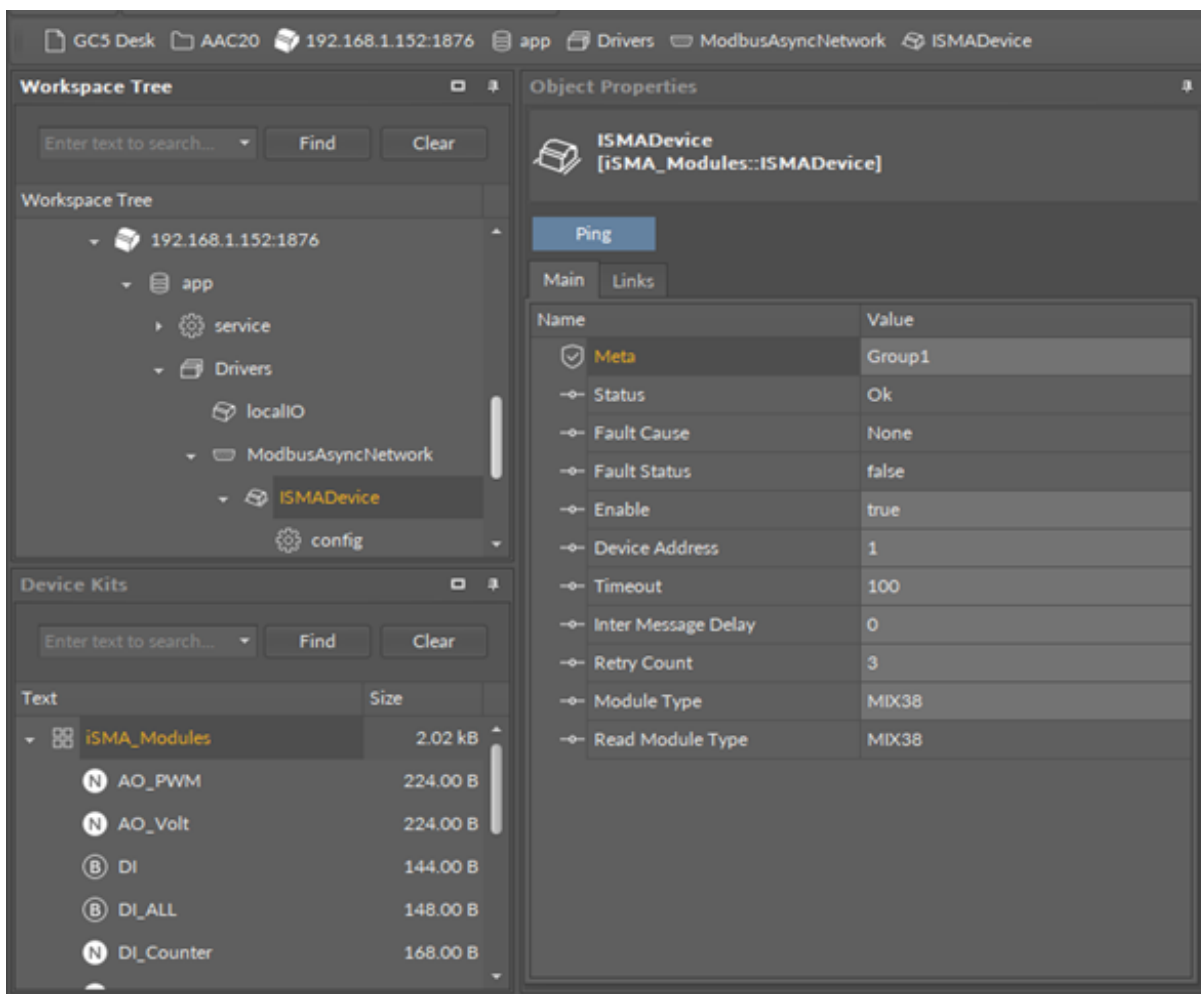 GC5 Desk AAC20 192.168.1.152:1876 app Drivers ModbusAsyncNetwork ISMADevice
Workspace Tree
Enter text to search... Find Clear
Workspace Tree
192.168.1.152:1876
app
service
Drivers
localIO
ModbusAsyncNetwork
ISMADevice
config
Device Kits
Enter text to search... Find Clear
Text Size
iSMA_Modules 2.02 kB
N AO_PWM 224.00 B
N AO_Volt 224.00 B
B DI 144.00 B
B DI_ALL 148.00 B
N DI_Counter 168.00 B
Object Properties
ISMADevice
[iSMA_Modules::ISMADevice]
Ping
Main Links
Name Value
Meta Group1
Status Ok
Fault Cause None
Fault Status false
Enable true
Device Address 1
Timeout 100
Inter Message Delay 0
Retry Count 3
Module Type MIX38
Read Module Type MIX38